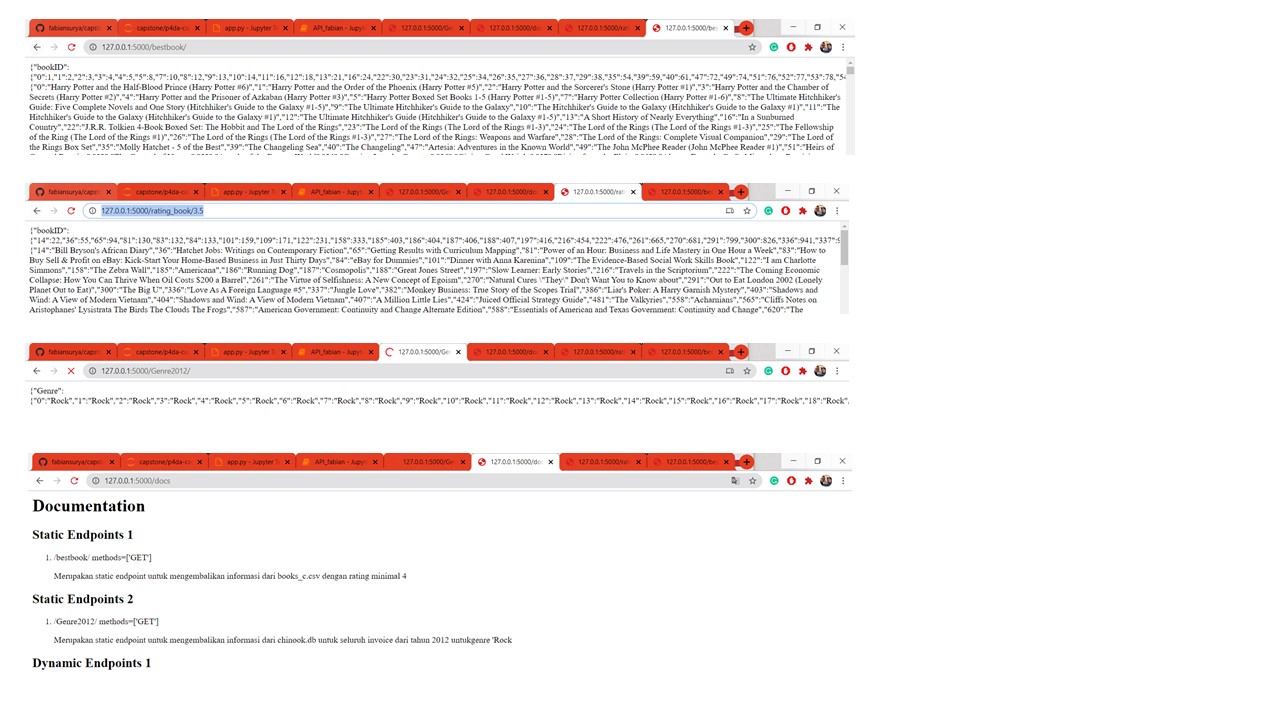 fabiansurya/capst capstone/p4da-ca app.py - Jupyter T API_fabian - Jupy 127.0.0.1:5000/Ge 127.0.0.1:5000/do 127.0.0.1:5000/rat 127.0.0.1:5000/be
127.0.0.1:5000/bestbook/
{"bookID":
{"0":1,"1":2,"2":3,"3":4,"4":5,"5":8,"7":10,"8":12,"9":13,"10":14,"11":16,"12":18,"13":21,"16":24,"22":30,"23":31,"24":32,"25":34,"26":35,"27":36,"28":37,"29":38,"35":54,"39":59,"40":61,"47":72,"49":74,"51":76,"52":77,"53":78,"54
{"0":"Harry Potter and the Half-Blood Prince (Harry Potter #6)","1":"Harry Potter and the Order of the Phoenix (Harry Potter #5)","2":"Harry Potter and the Sorcerer's Stone (Harry Potter #1)","3":"Harry Potter and the Chamber of
Secrets (Harry Potter #2)","4":"Harry Potter and the Prisoner of Azkaban (Harry Potter #3)","5":"Harry Potter Boxed Set Books 1-5 (Harry Potter #1-5)","7":"Harry Potter Collection (Harry Potter #1-6)","8":"The Ultimate Hitchhiker's
Guide: Five Complete Novels and One Story (Hitchhiker's Guide to the Galaxy #1-5)","9":"The Ultimate Hitchhiker's Guide to the Galaxy","10":"The Hitchhiker's Guide to the Galaxy (Hitchhiker's Guide to the Galaxy #1)","11":"The
Hitchhiker's Guide to the Galaxy (Hitchhiker's Guide to the Galaxy #1)","12":"The Ultimate Hitchhiker's Guide (Hitchhiker's Guide to the Galaxy #1-5)","13":"A Short History of Nearly Everything","16":"In a Sunburned
Country","22":"J.R.R. Tolkien 4-Book Boxed Set: The Hobbit and The Lord of the Rings","23":"The Lord of the Rings (The Lord of the Rings #1-3)","24":"The Lord of the Rings (The Lord of the Rings #1-3)","25":"The Fellowship
of the Ring (The Lord of the Rings #1)","26":"The Lord of the Rings (The Lord of the Rings #1-3)","27":"The Lord of the Rings: Weapons and Warfare","28":"The Lord of the Rings: Complete Visual Companion","29":"The Lord of
the Rings Box Set","35":"Molly Hatchet - 5 of the Best","39":"The Changeling Sea","40":"The Changeling","47":"Artesia: Adventures in the Known World","49":"The John McPhee Reader (John McPhee Reader #1)","51":"Heirs of
fabiansurya/capst capstone/p4da-ca app.py - Jupyter T API_fabian - Jupy 127.0.0.1:5000/Ge 127.0.0.1:5000/do 127.0.0.1:5000/rati 127.0.0.1:5000/be
127.0.0.1:5000/rating_book/3.5
{"bookID":
{"14":22,"36":55,"65":94,"81":130,"83":132,"84":133,"101":159,"109":171,"122":231,"158":333,"185":403,"186":404,"187":406,"188":407,"197":416,"216":454,"222":476,"261":665,"270":681,"291":799,"300":826,"336":941,"337":9
{"14":"Bill Bryson's African Diary","36":"Hatchet Jobs: Writings on Contemporary Fiction","65":"Getting Results with Curriculum Mapping","81":"Power of an Hour: Business and Life Mastery in One Hour a Week","83":"How to
Buy Sell & Profit on eBay: Kick-Start Your Home-Based Business in Just Thirty Days","84":"eBay for Dummies","101":"Dinner with Anna Karenina","109":"The Evidence-Based Social Work Skills Book","122":"I am Charlotte
Simmons","158":"The Zebra Wall","185":"Americana","186":"Running Dog","187":"Cosmopolis","188":"Great Jones Street","197":"Slow Learner: Early Stories","216":"Travels in the Scriptorium","222":"The Coming Economic
Collapse: How You Can Thrive When Oil Costs $200 a Barrel","261":"The Virtue of Selfishness: A New Concept of Egoism","270":"Natural Cures \"They\" Don't Want You to Know about","291":"Out to Eat London 2002 (Lonely
Planet Out to Eat)","300":"The Big U","336":"Love As A Foreign Language #5","337":"Jungle Love","382":"Monkey Business: True Story of the Scopes Trial","386":"Liar's Poker: A Harry Garnish Mystery","403":"Shadows and
Wind: A View of Modern Vietnam","404":"Shadows and Wind: A View of Modern Vietnam","407":"A Million Little Lies","424":"Juiced Official Strategy Guide","481":"The Valkyries","558":"Acharnians","565":"Cliffs Notes on
Aristophanes' Lysistrata The Birds The Clouds The Frogs","587":"American Government: Continuity and Change Alternate Edition","588":"Essentials of American and Texas Government: Continuity and Change","620":"The
fabiansurya/capst capstone/p4da-ca app.py - Jupyter T API_fabian - Jupy 127.0.0.1:5000/Ge 127.0.0.1:5000/do 127.0.0.1:5000/rat 127.0.0.1:5000/be
127.0.0.1:5000/Genre2012/
{"Genre":
{"0":"Rock","1":"Rock","2":"Rock","3":"Rock","4":"Rock","5":"Rock","6":"Rock","7":"Rock","8":"Rock","9":"Rock","10":"Rock","11":"Rock","12":"Rock","13":"Rock","14":"Rock","15":"Rock","16":"Rock","17":"Rock","18":"Rock",
fabiansurya/capst capstone/p4da-ca app.py - Jupyter T API_fabian - Jupy 127.0.0.1:5000/Ge 127.0.0.1:5000/do 127.0.0.1:5000/rat 127.0.0.1:5000/be
127.0.0.1:5000/docs
Documentation
Static Endpoints 1
1. /bestbook/ methods=['GET']
Merupakan static endpoint untuk mengembalikan informasi dari books_c.csv dengan rating minimal 4
Static Endpoints 2
1. /Genre2012/ methods=['GET']
Merupakan static endpoint untuk mengembalikan informasi dari chinook.db untuk seluruh invoice dari tahun 2012 untukgenre 'Rock
Dynamic Endpoints 1